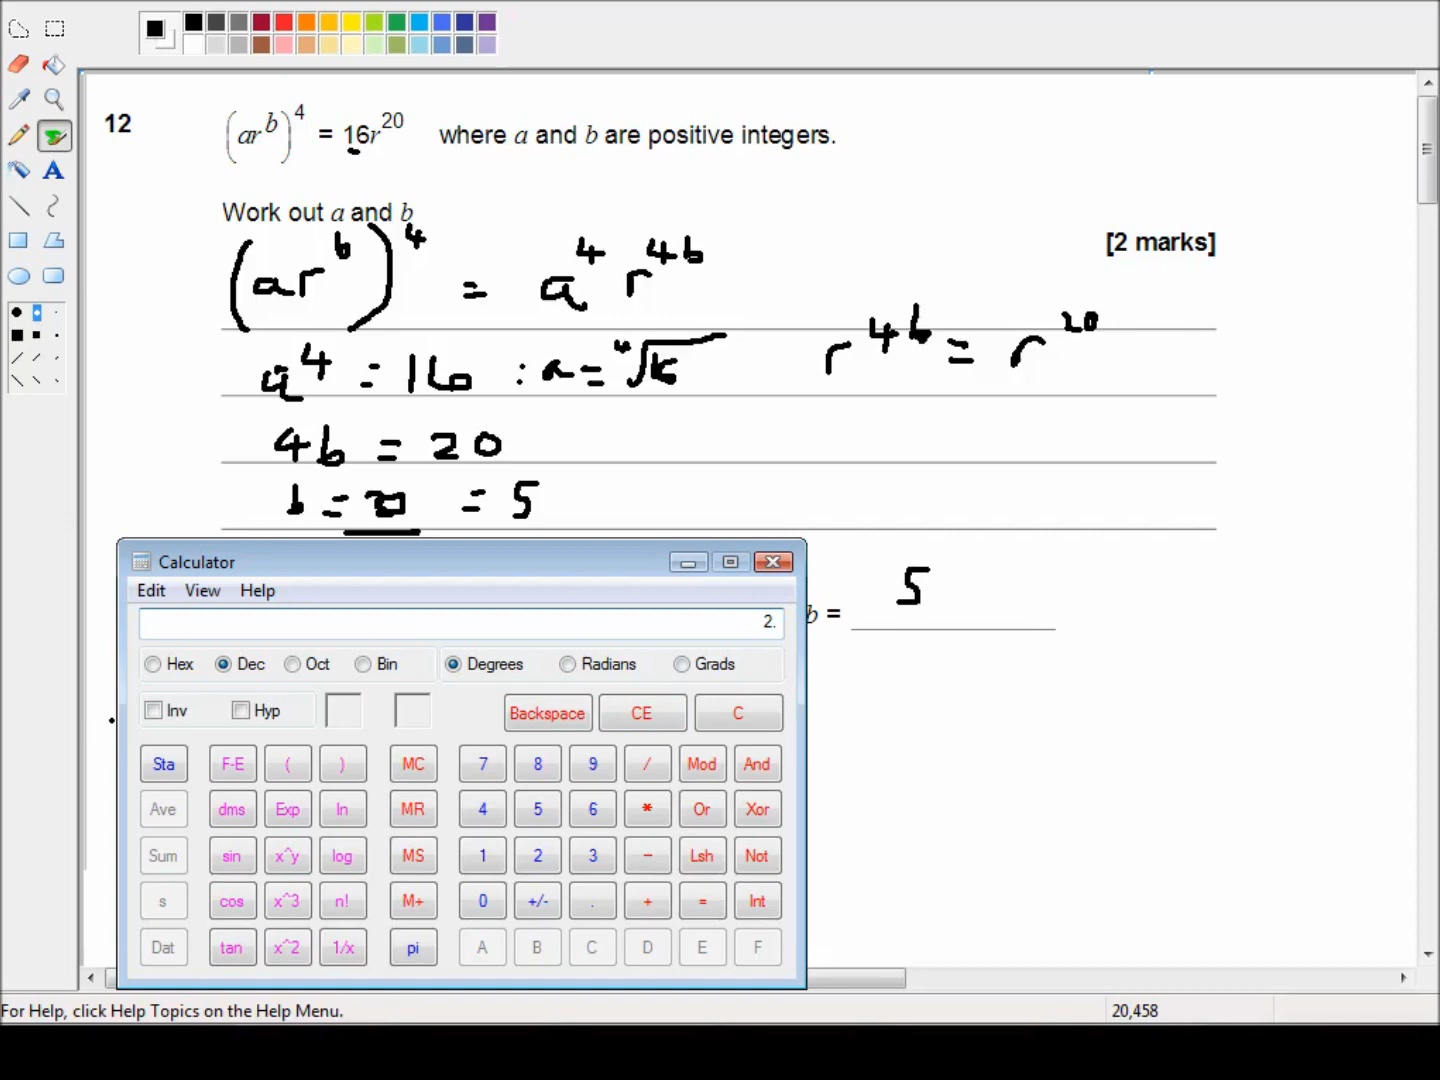 12 (ar^b)^4 = 16r^20 where a and b are positive integers.
Work out a and b
[2 marks]
(ar^b)^4 = a^4 r^4b
a^4 = 16 : a = ⁴√16 r^4b = r^20
4b = 20
b = 20 = 5
b = 5
Calculator
Edit View Help
2.
Hex Dec Oct Bin Degrees Radians Grads
Inv Hyp Backspace CE C
Sta F-E ( ) MC 7 8 9 / Mod And
Ave dms Exp ln MR 4 5 6 * Or Xor
Sum sin x^y log MS 1 2 3 - Lsh Not
s cos x^3 n! M+ 0 +/- . + = Int
Dat tan x^2 1/x pi A B C D E F
For Help, click Help Topics on the Help Menu. 20,458